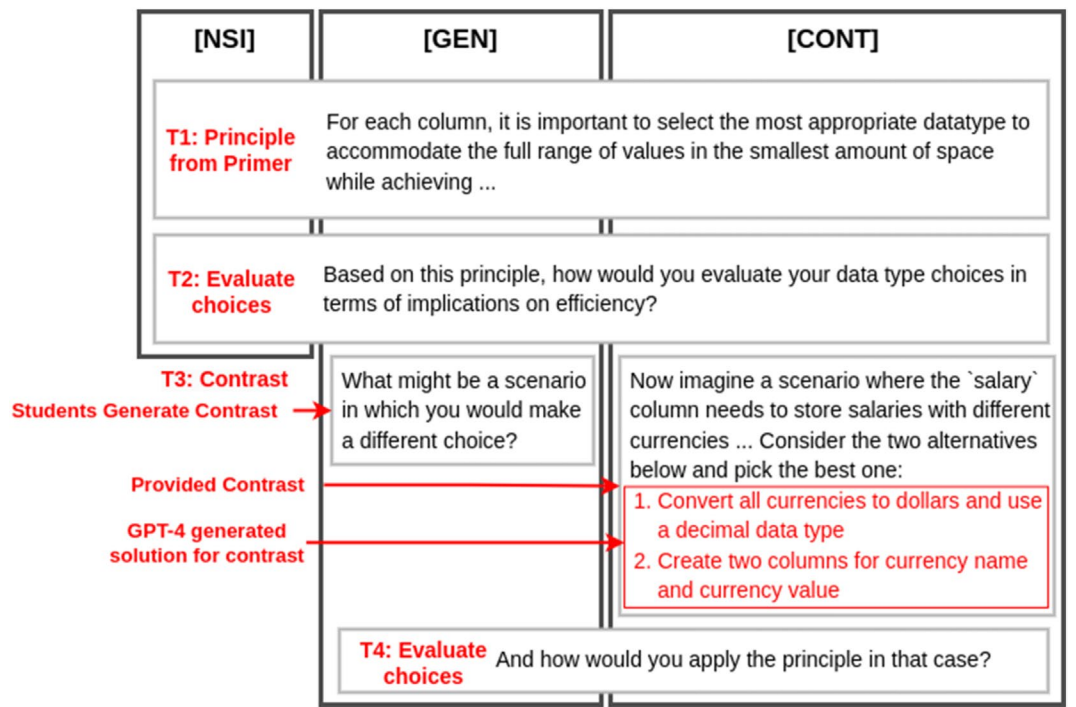 [NSI]
[GEN]
[CONT]
T1: Principle
from Primer
For each column, it is important to select the most appropriate datatype to
accommodate the full range of values in the smallest amount of space
while achieving ...
T2: Evaluate
choices
Based on this principle, how would you evaluate your data type choices in
terms of implications on efficiency?
T3: Contrast
Students Generate Contrast
What might be a scenario
in which you would make
a different choice?
Now imagine a scenario where the `salary`
column needs to store salaries with different
currencies ... Consider the two alternatives
below and pick the best one:
Provided Contrast
GPT-4 generated
solution for contrast
1. Convert all currencies to dollars and use
a decimal data type
2. Create two columns for currency name
and currency value
T4: Evaluate
choices
And how would you apply the principle in that case?